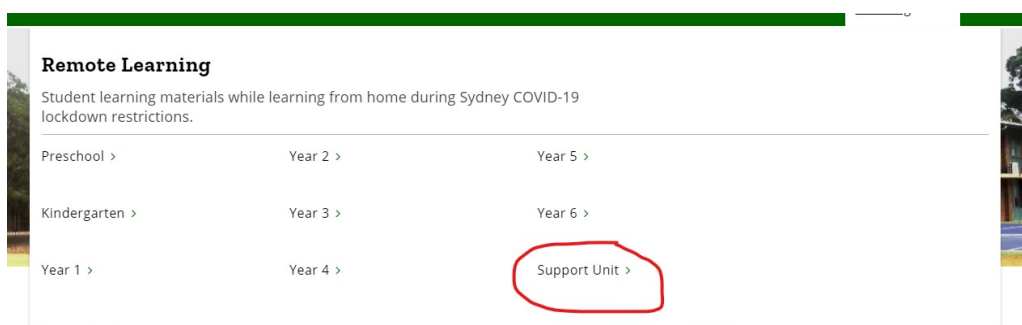 Remote Learning
Student learning materials while learning from home during Sydney COVID-19
lockdown restrictions.
Preschool >
Year 2 >
Year 5 >
Kindergarten >
Year 3 >
Year 6 >
Year 1 >
Year 4 >
Support Unit >